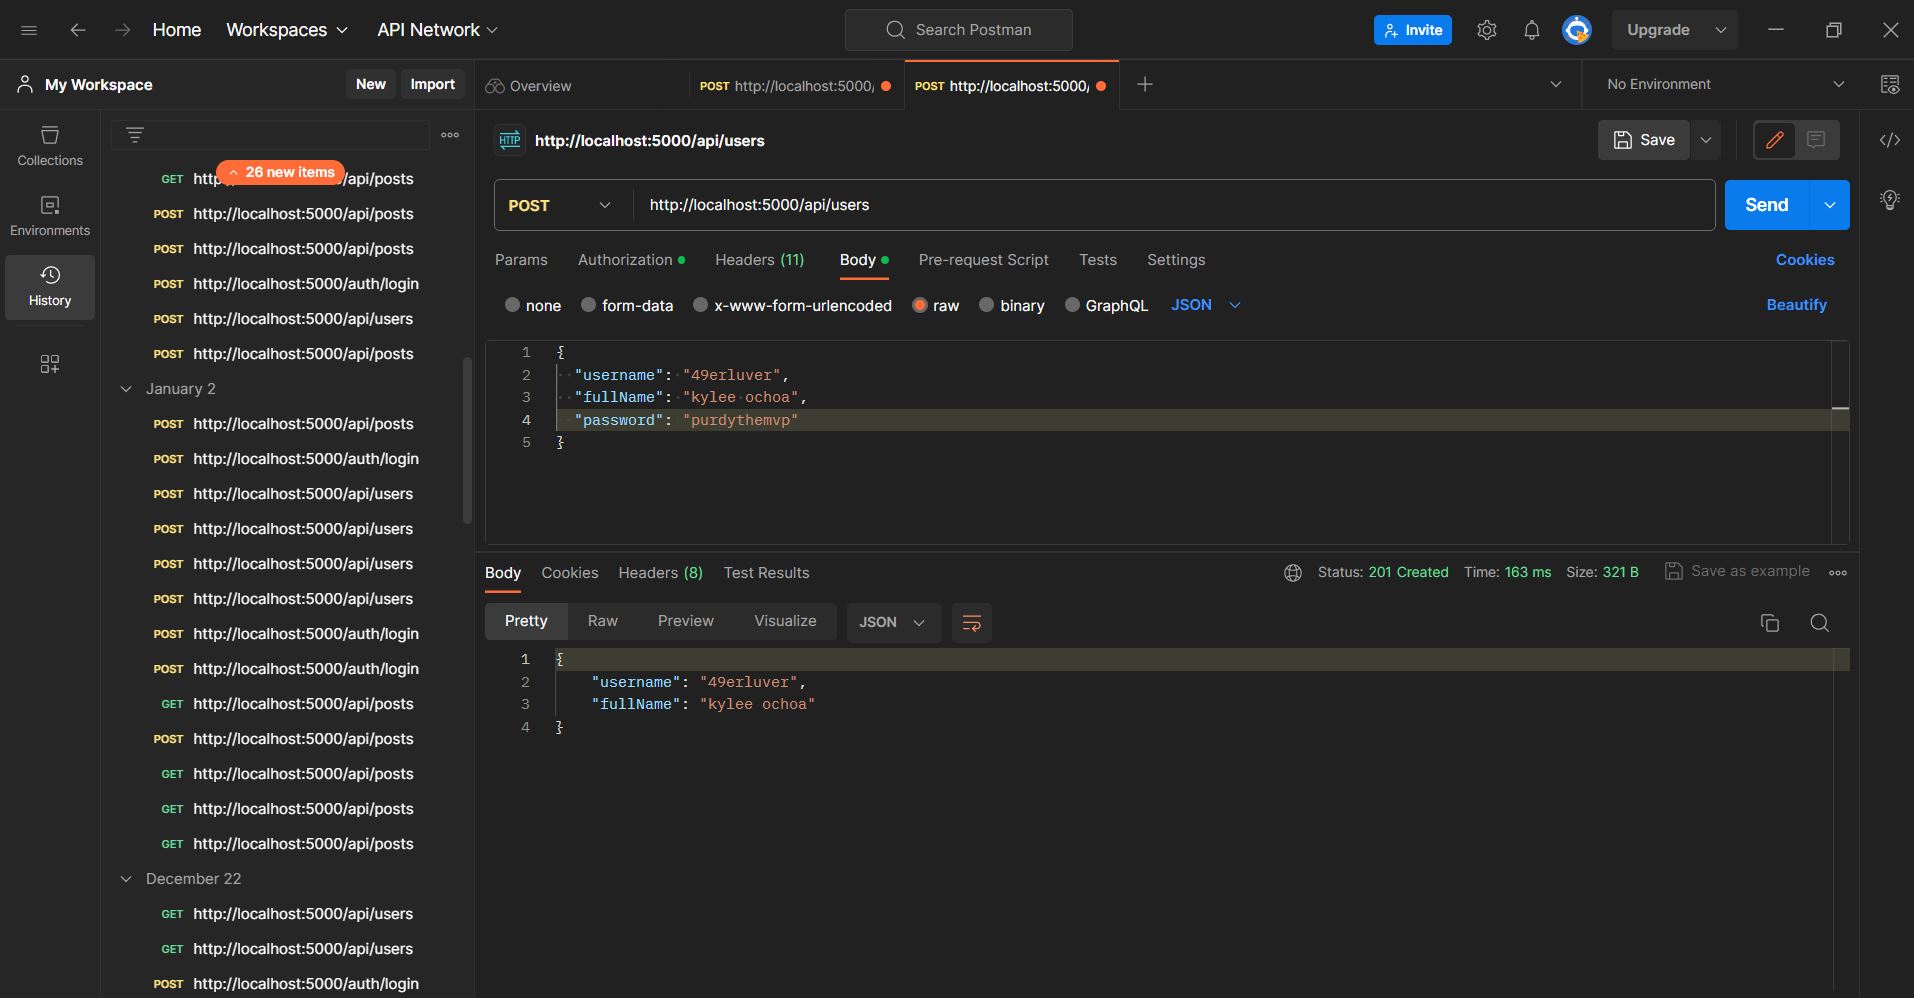 Home Workspaces API Network Search Postman Invite Upgrade
My Workspace New Import Overview POST http://localhost:5000/ POST http://localhost:5000/ No Environment
Collections
Environments
History
26 new items
GET http /api/posts
POST http://localhost:5000/api/posts
POST http://localhost:5000/api/posts
POST http://localhost:5000/auth/login
POST http://localhost:5000/api/users
POST http://localhost:5000/api/posts
January 2
POST http://localhost:5000/api/posts
POST http://localhost:5000/auth/login
POST http://localhost:5000/api/users
POST http://localhost:5000/api/users
POST http://localhost:5000/api/users
POST http://localhost:5000/api/users
POST http://localhost:5000/auth/login
POST http://localhost:5000/auth/login
GET http://localhost:5000/api/posts
POST http://localhost:5000/api/posts
GET http://localhost:5000/api/posts
GET http://localhost:5000/api/posts
GET http://localhost:5000/api/posts
December 22
GET http://localhost:5000/api/users
GET http://localhost:5000/api/users
POST http://localhost:5000/auth/login
HTTP http://localhost:5000/api/users Save
POST http://localhost:5000/api/users Send
Params Authorization Headers (11) Body Pre-request Script Tests Settings Cookies
none form-data x-www-form-urlencoded raw binary GraphQL JSON Beautify
1 {
2 "username": "49erluver",
3 "fullName": "kylee ochoa",
4 "password": "purdythemvp"
5 }
Body Cookies Headers (8) Test Results Status: 201 Created Time: 163 ms Size: 321 B Save as example
Pretty Raw Preview Visualize JSON
1 {
2 "username": "49erluver",
3 "fullName": "kylee ochoa"
4 }